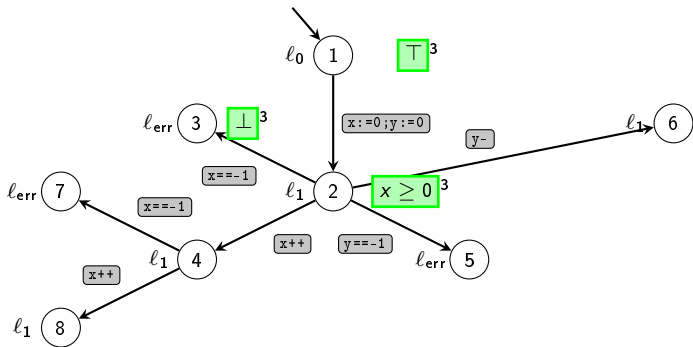 ℓ0 1 ⊤ 3
ℓerr 3 ⊥ 3 x:=0;y:=0 ℓ1 6
y-
x==-1
ℓerr 7 x==-1 ℓ1 2 x ≥ 0 3
x++ y==-1
ℓ1 4 ℓerr 5
x++
ℓ1 8